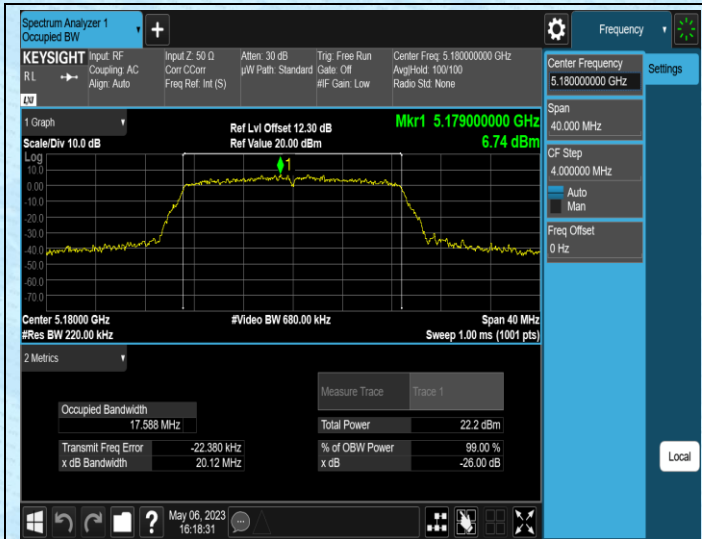 Spectrum Analyzer 1
Occupied BW
Frequency
KEYSIGHT
R L
LXI
Input: RF
Coupling: AC
Align: Auto
Input Z: 50 Ω
Corr CCorr
Freq Ref: Int (S)
Atten: 30 dB
µW Path: Standard
Trig: Free Run
Gate: Off
#IF Gain: Low
Center Freq: 5.180000000 GHz
Avg|Hold: 100/100
Radio Std: None
Center Frequency
5.180000000 GHz
Settings
Span
40.000 MHz
CF Step
4.000000 MHz
Auto
Man
Freq Offset
0 Hz
Local
1 Graph
Scale/Div 10.0 dB
Ref Lvl Offset 12.30 dB
Ref Value 20.00 dBm
Mkr1 5.179000000 GHz
6.74 dBm
Log
10.0
0.00
-10.0
-20.0
-30.0
-40.0
-50.0
-60.0
-70.0
1
Center 5.18000 GHz
#Res BW 220.00 kHz
#Video BW 680.00 kHz
Span 40 MHz
Sweep 1.00 ms (1001 pts)
2 Metrics
Measure Trace
Trace 1
Occupied Bandwidth
17.588 MHz
Total Power 22.2 dBm
Transmit Freq Error -22.380 kHz
% of OBW Power 99.00 %
x dB Bandwidth 20.12 MHz
x dB -26.00 dB
May 06, 2023
16:18:31